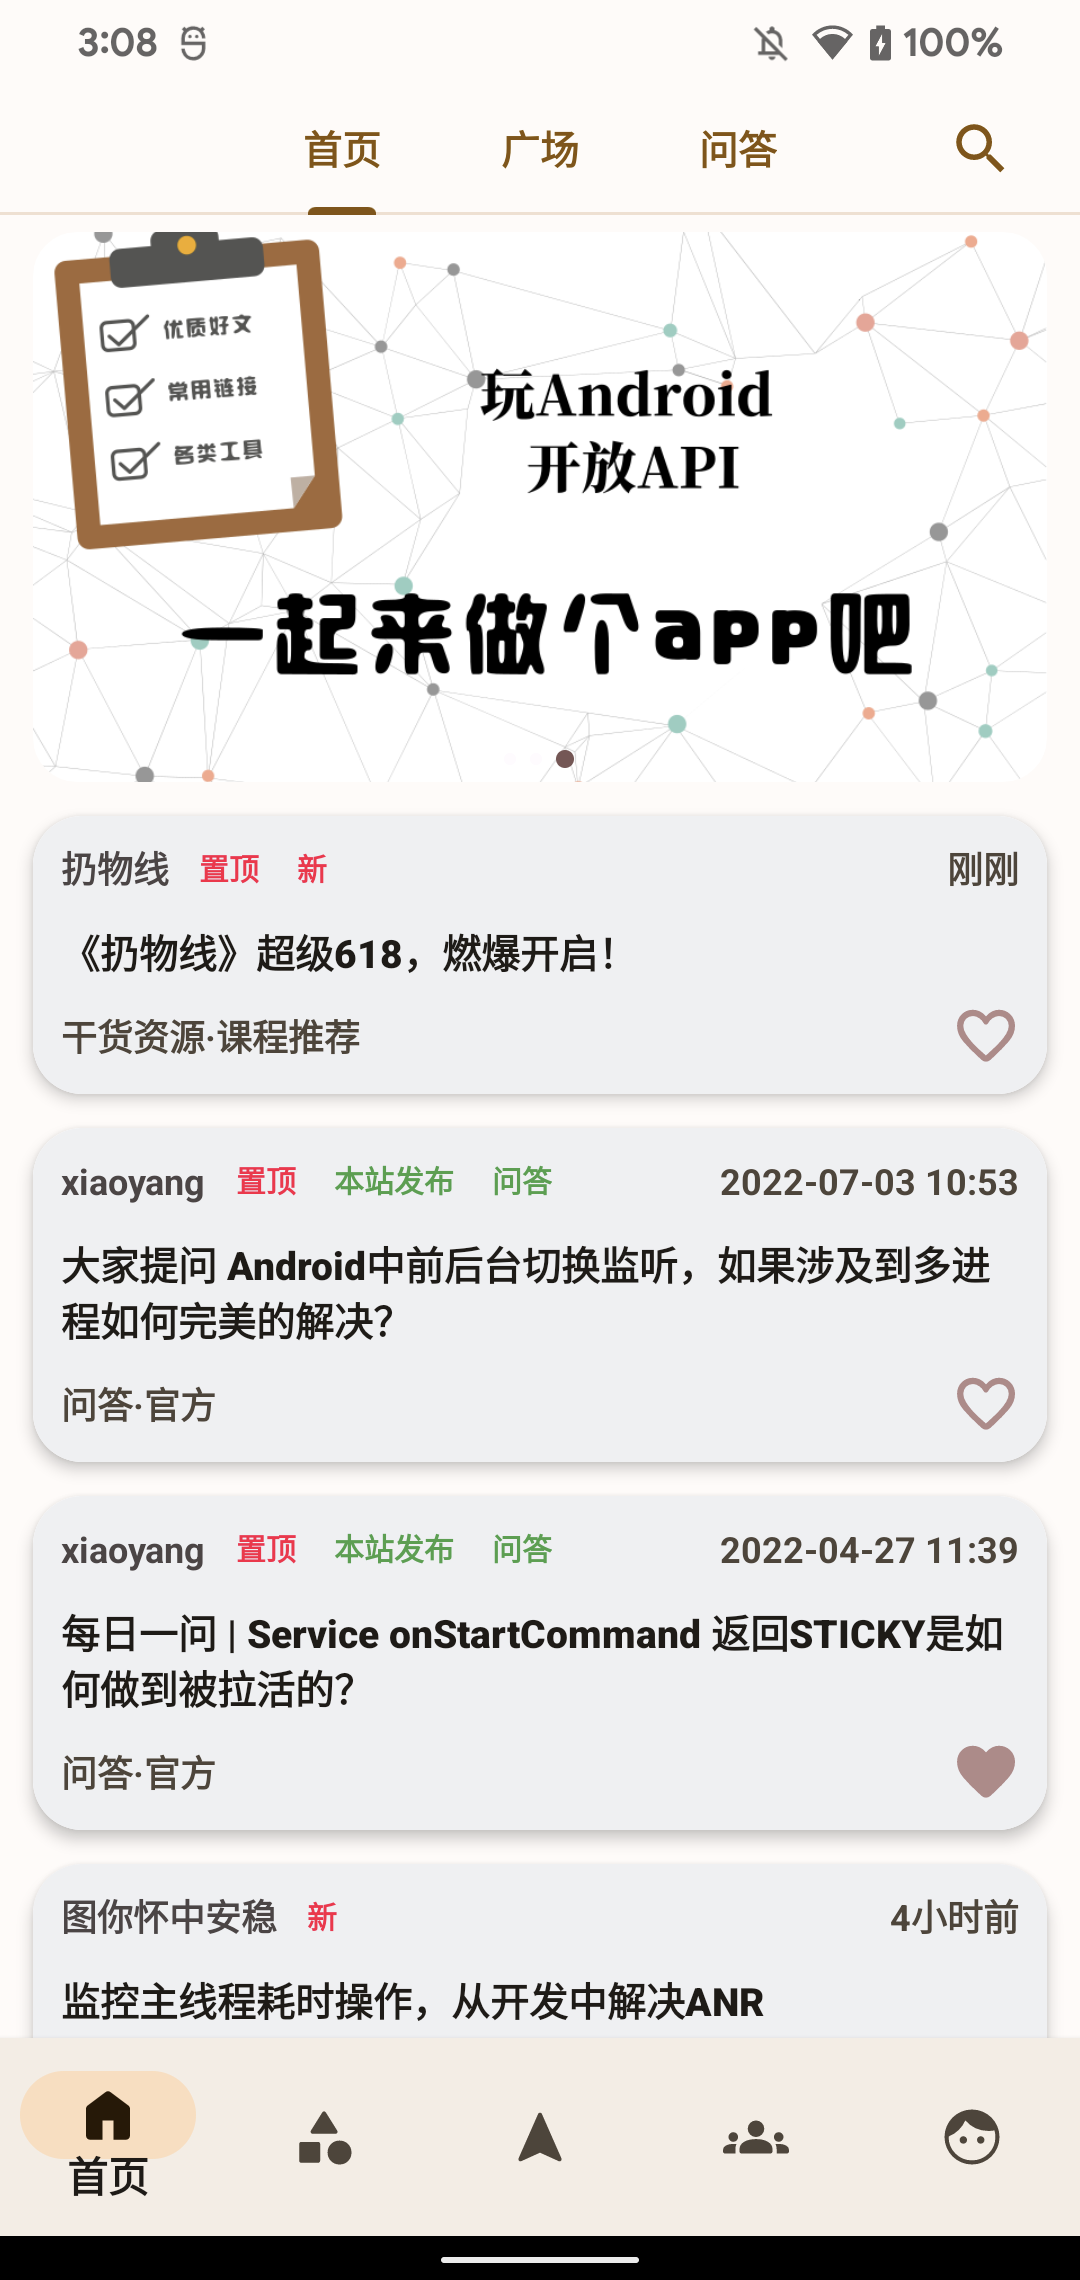 3:08
100%
首页
广场
问答
优质好文
常用链接
各类工具
玩Android
开放API
一起来做个app吧
扔物线 置顶 新 刚刚
《扔物线》超级618，燃爆开启！
干货资源·课程推荐
xiaoyang 置顶 本站发布 问答 2022-07-03 10:53
大家提问 Android中前后台切换监听，如果涉及到多进
程如何完美的解决？
问答·官方
xiaoyang 置顶 本站发布 问答 2022-04-27 11:39
每日一问 | Service onStartCommand 返回STICKY是如
何做到被拉活的？
问答·官方
图你怀中安稳 新 4小时前
监控主线程耗时操作，从开发中解决ANR
首页